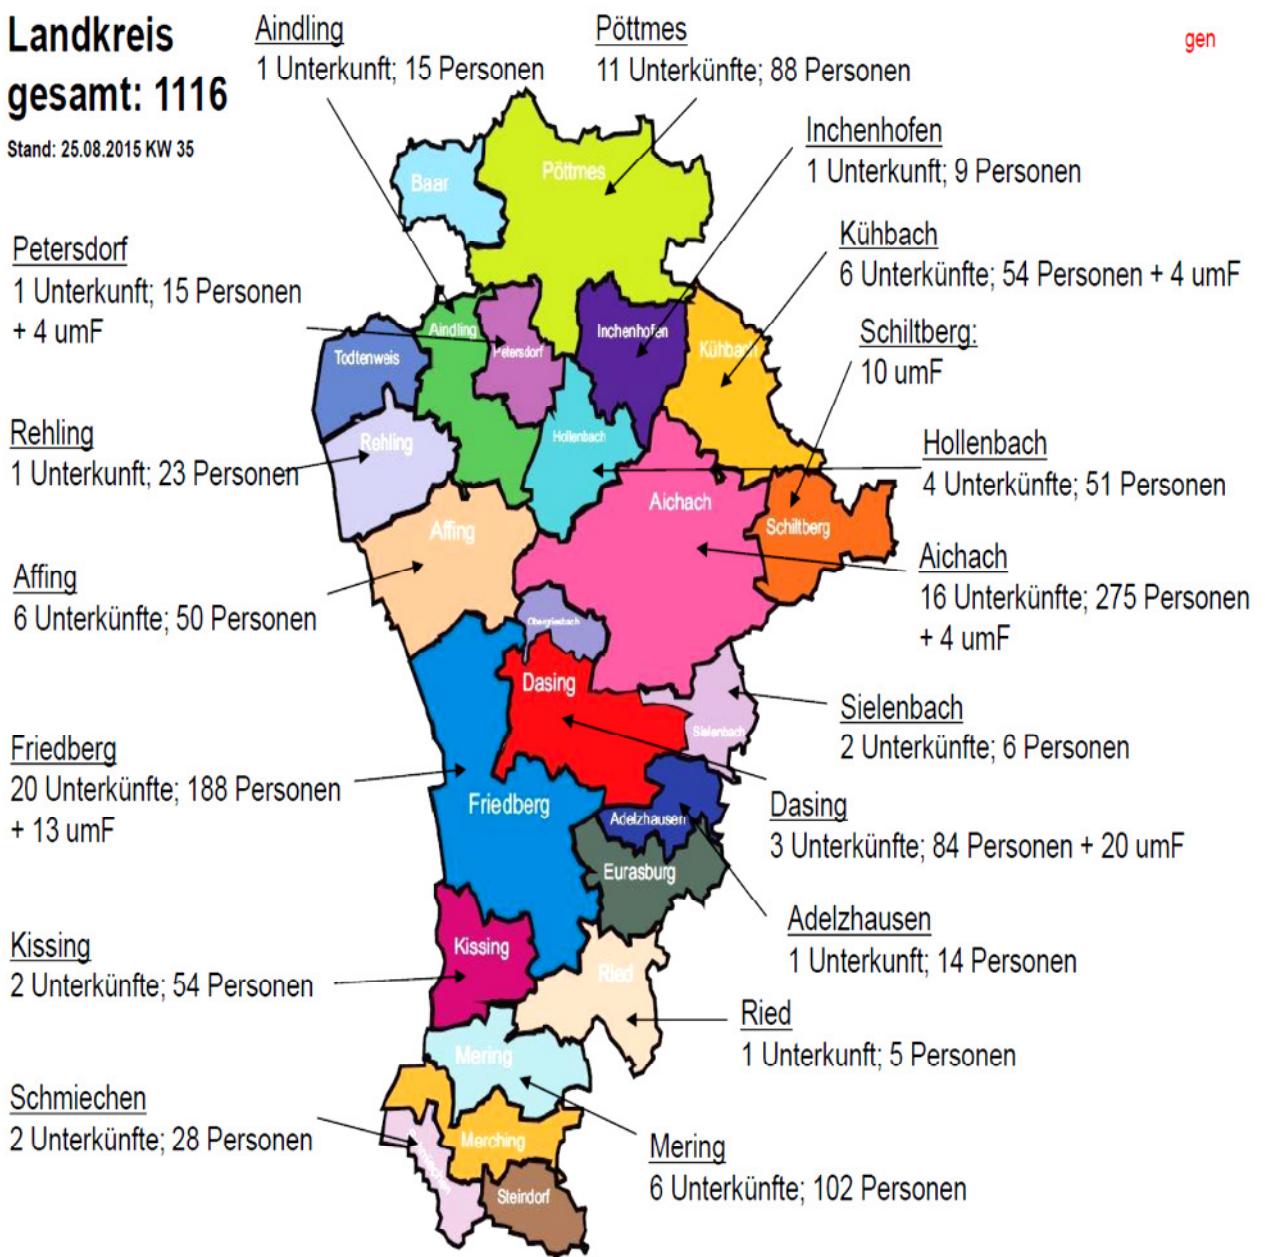 Landkreis
gesamt: 1116
Stand: 25.08.2015 KW 35
gen
Aindling
1 Unterkunft; 15 Personen
Pöttmes
11 Unterkünfte; 88 Personen
Inchenhofen
1 Unterkunft; 9 Personen
Kühbach
6 Unterkünfte; 54 Personen + 4 umF
Schiltberg:
10 umF
Hollenbach
4 Unterkünfte; 51 Personen
Aichach
16 Unterkünfte; 275 Personen
+ 4 umF
Sielenbach
2 Unterkünfte; 6 Personen
Dasing
3 Unterkünfte; 84 Personen + 20 umF
Adelzhausen
1 Unterkunft; 14 Personen
Ried
1 Unterkunft; 5 Personen
Mering
6 Unterkünfte; 102 Personen
Petersdorf
1 Unterkunft; 15 Personen
+ 4 umF
Rehling
1 Unterkunft; 23 Personen
Affing
6 Unterkünfte; 50 Personen
Friedberg
20 Unterkünfte; 188 Personen
+ 13 umF
Kissing
2 Unterkünfte; 54 Personen
Schmiechen
2 Unterkünfte; 28 Personen
Baar
Pöttmes
Aindling
Petersdorf
Inchenhofen
Kühbach
Todtenweis
Rehling
Hollenbach
Aichach
Schiltberg
Affing
Obergriesbach
Dasing
Sielenbach
Friedberg
Adelzhausen
Eurasburg
Kissing
Ried
Mering
Merching
Schmiechen
Steindorf